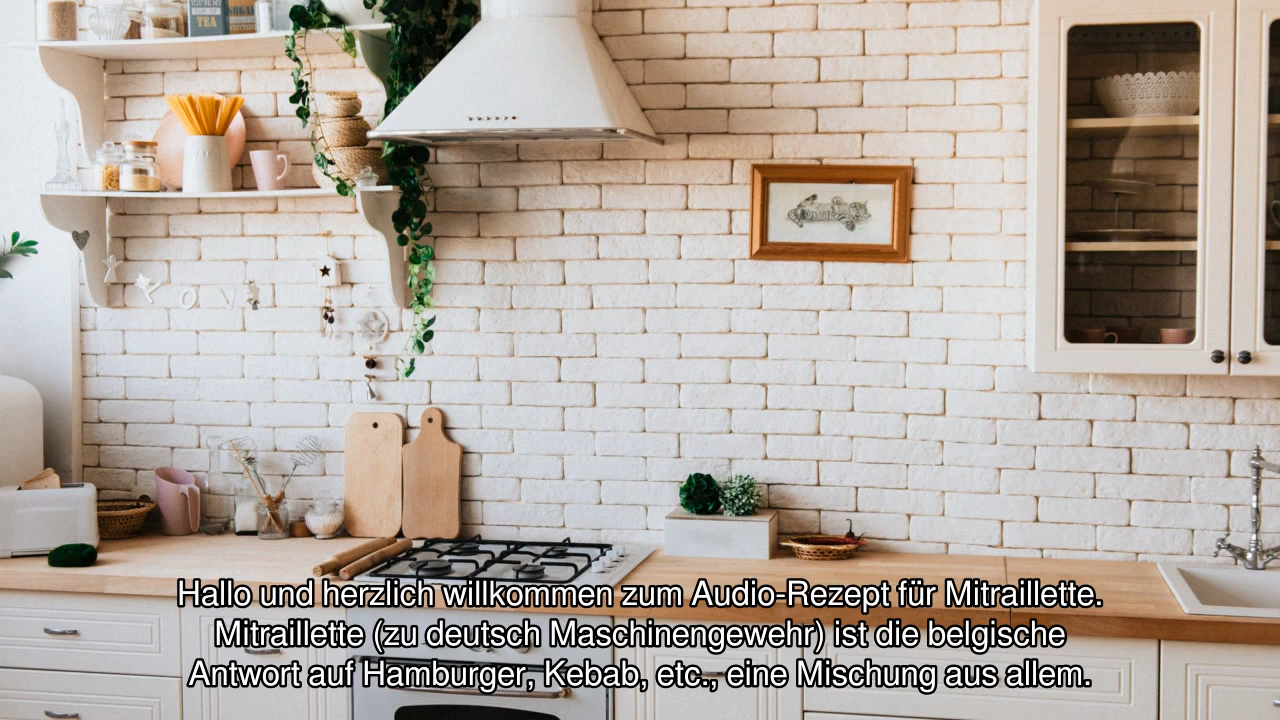 TEA
Hallo und herzlich willkommen zum Audio-Rezept für Mitraillette.
Mitraillette (zu deutsch Maschinengewehr) ist die belgische
Antwort auf Hamburger, Kebab, etc., eine Mischung aus allem.